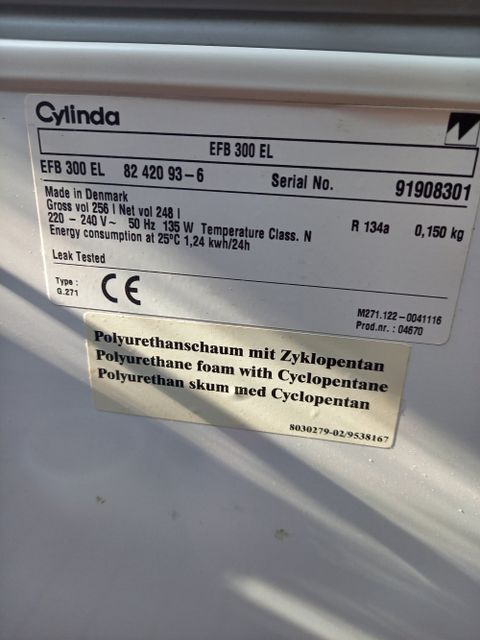 Cylinda
EFB 300 EL
EFB 300 EL 82 420 93-6 Serial No. 91908301
Made in Denmark
Gross vol 256 l Net vol 248 l
220 - 240 V~ 50 Hz 135 W Temperature Class. N R 134a 0,150 kg
Energy consumption at 25°C 1,24 kwh/24h
Leak Tested
Type :
G.271
CE
M271.122-0041116
Prod.nr. : 04670
Polyurethanschaum mit Zyklopentan
Polyurethane foam with Cyclopentane
Polyurethan skum med Cyclopentan
8030279-02/9538167